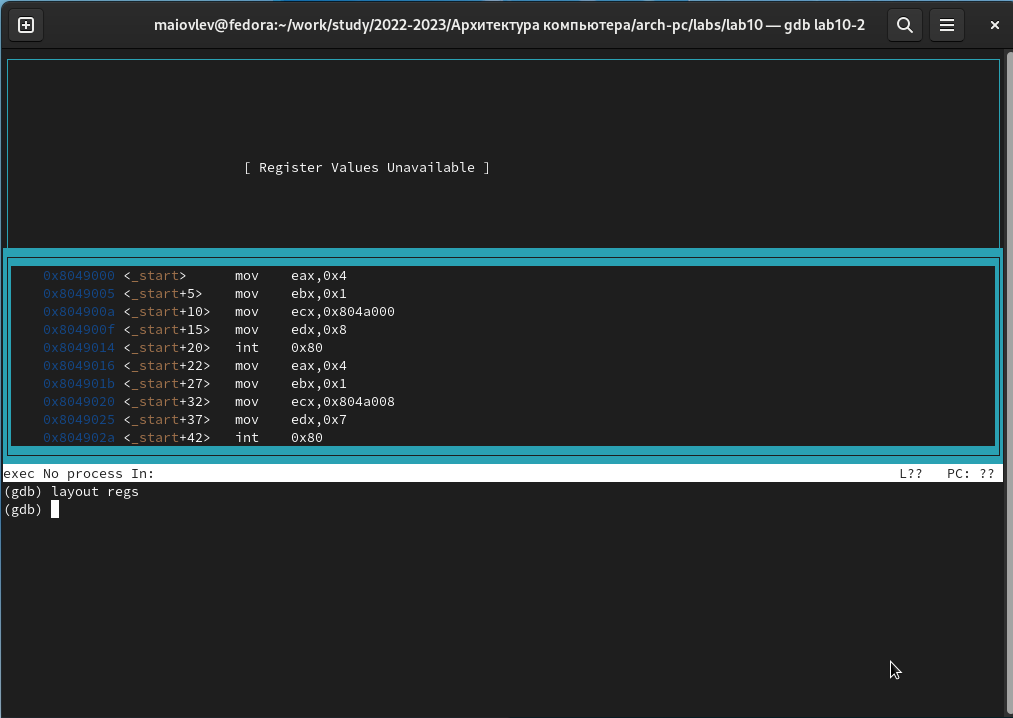 maiovlev@fedora:~/work/study/2022-2023/Архитектура компьютера/arch-pc/labs/lab10 — gdb lab10-2
[ Register Values Unavailable ]
0x8049000 <_start> mov eax,0x4
0x8049005 <_start+5> mov ebx,0x1
0x804900a <_start+10> mov ecx,0x804a000
0x804900f <_start+15> mov edx,0x8
0x8049014 <_start+20> int 0x80
0x8049016 <_start+22> mov eax,0x4
0x804901b <_start+27> mov ebx,0x1
0x8049020 <_start+32> mov ecx,0x804a008
0x8049025 <_start+37> mov edx,0x7
0x804902a <_start+42> int 0x80
exec No process In: L?? PC: ??
(gdb) layout regs
(gdb)